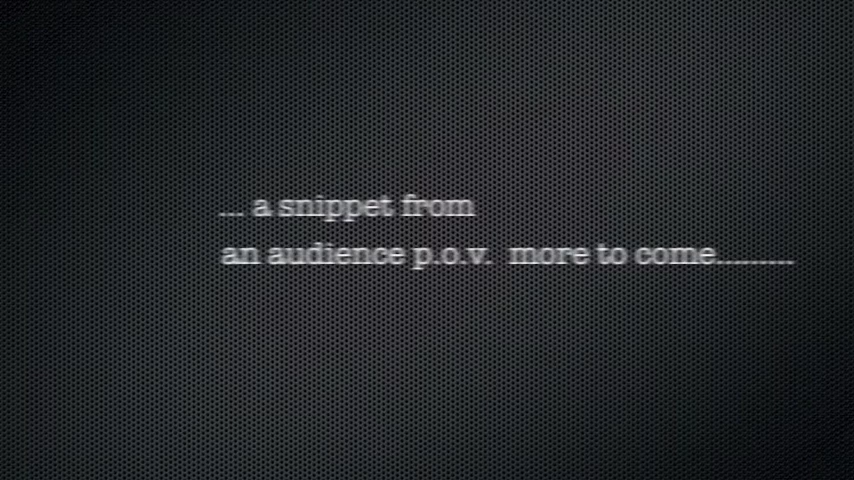 ... a snippet from
an audience p.o.v.  more to come.........